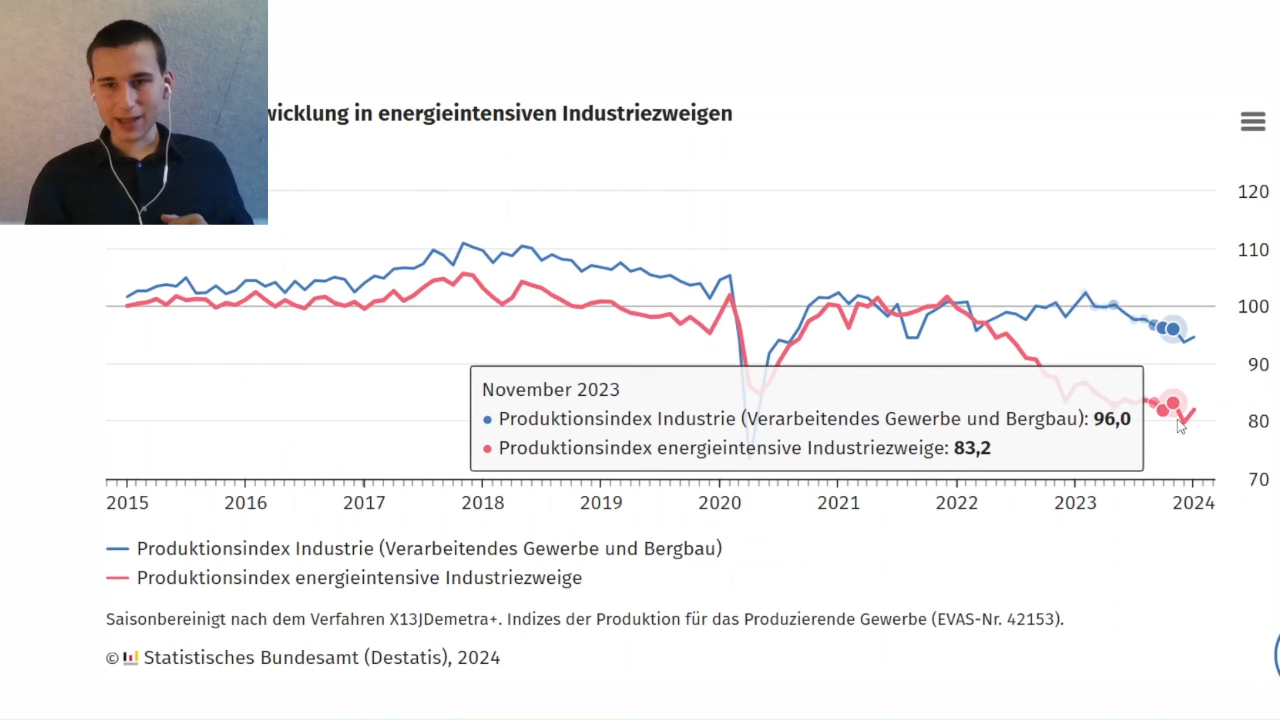 wicklung in energieintensiven Industriezweigen
120
110
100
90
80
70
November 2023
Produktionsindex Industrie (Verarbeitendes Gewerbe und Bergbau): 96,0
Produktionsindex energieintensive Industriezweige: 83,2
2015 2016 2017 2018 2019 2020 2021 2022 2023 2024
Produktionsindex Industrie (Verarbeitendes Gewerbe und Bergbau)
Produktionsindex energieintensive Industriezweige
Saisonbereinigt nach dem Verfahren X13JDemetra+. Indizes der Produktion für das Produzierende Gewerbe (EVAS-Nr. 42153).
© Statistisches Bundesamt (Destatis), 2024